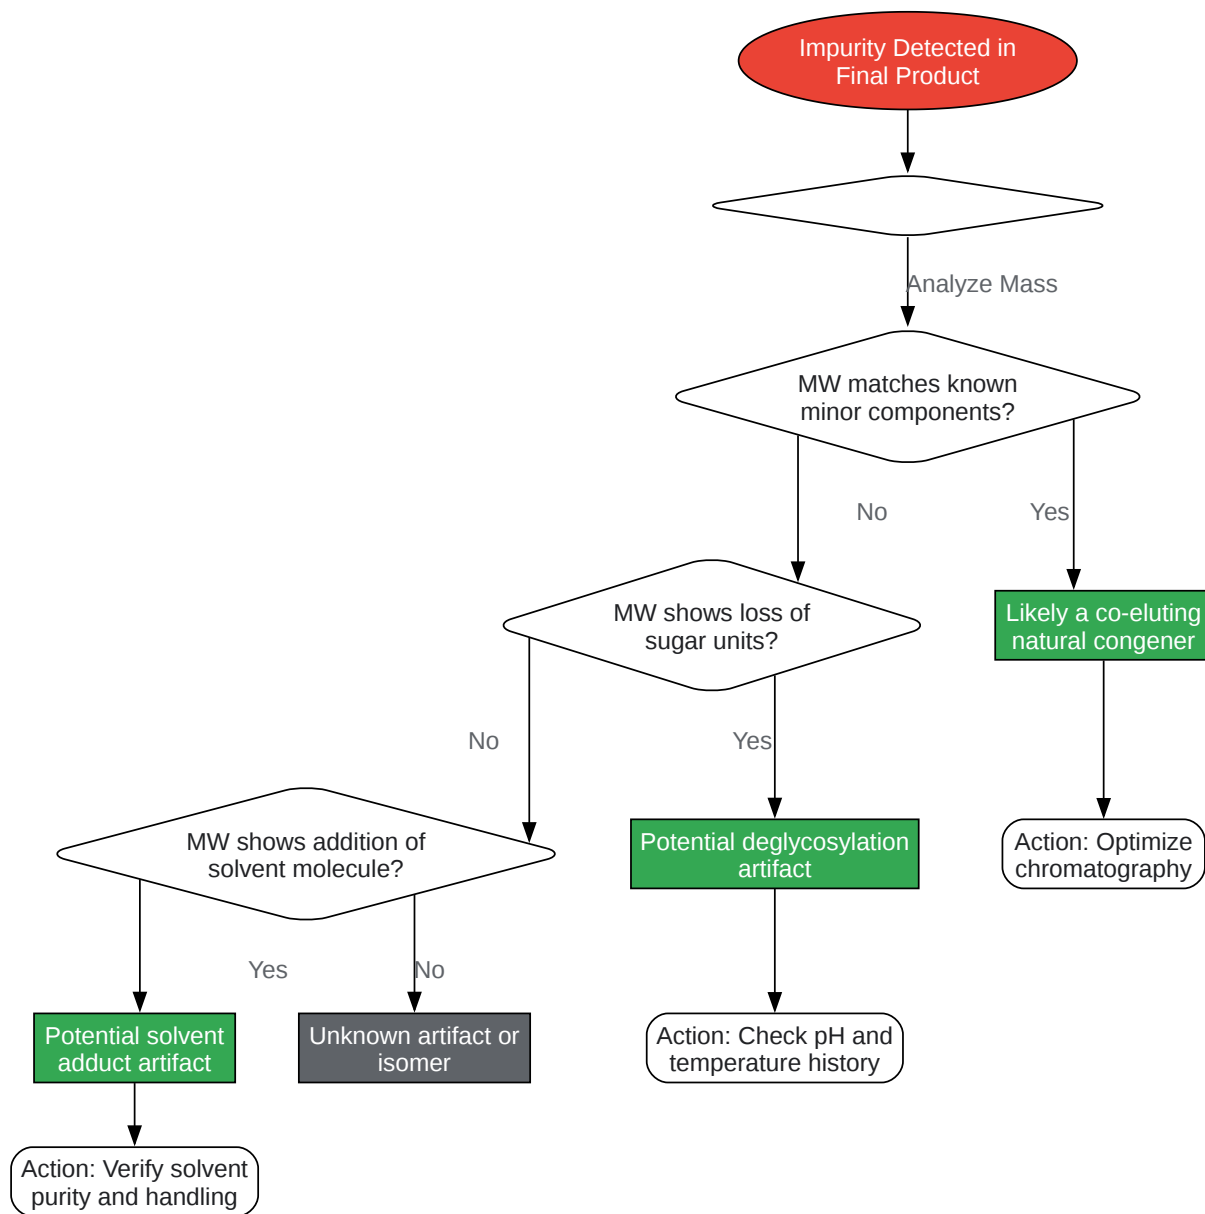 Impurity Detected in
Final Product
Analyze Mass
MW matches known
minor components?
No
Yes
MW shows loss of
sugar units?
Likely a co-eluting
natural congener
No
Yes
MW shows addition of
solvent molecule?
Potential deglycosylation
artifact
Action: Optimize
chromatography
Yes
No
Potential solvent
adduct artifact
Unknown artifact or
isomer
Action: Check pH and
temperature history
Action: Verify solvent
purity and handling